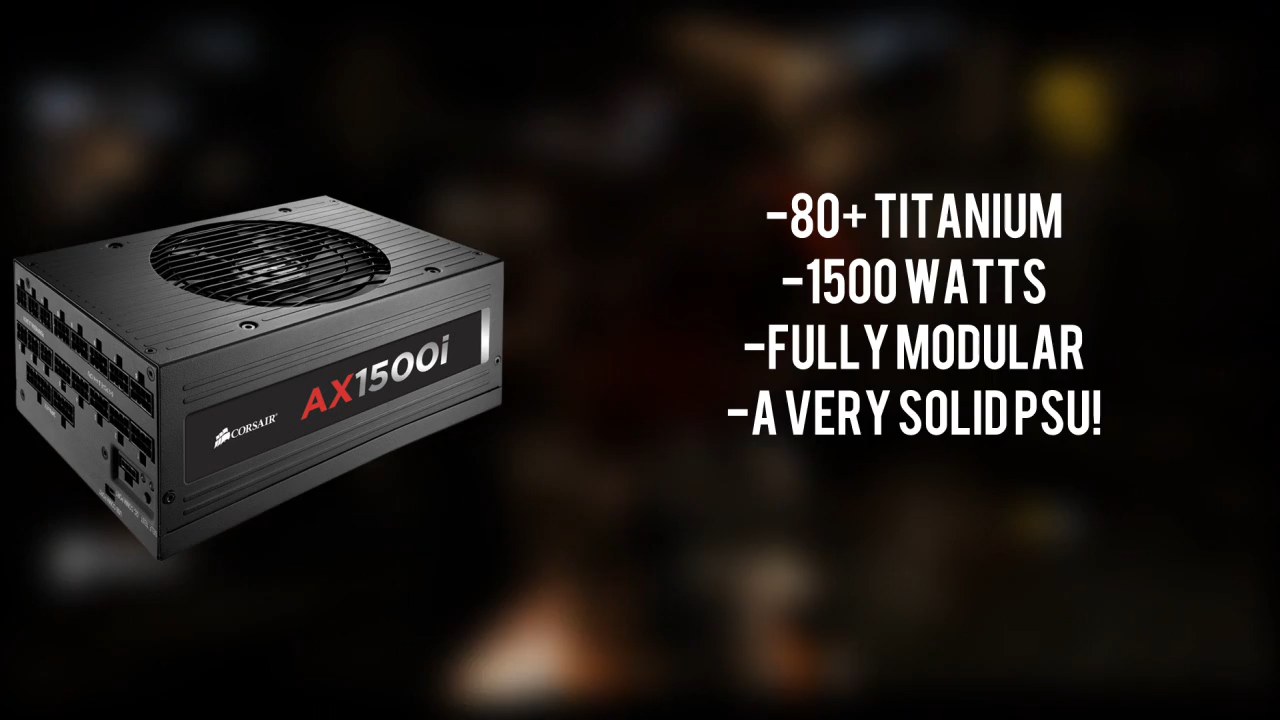 -80+ TITANIUM
-1500 WATTS
-FULLY MODULAR
-A VERY SOLID PSU!
AX1500i
CORSAIR